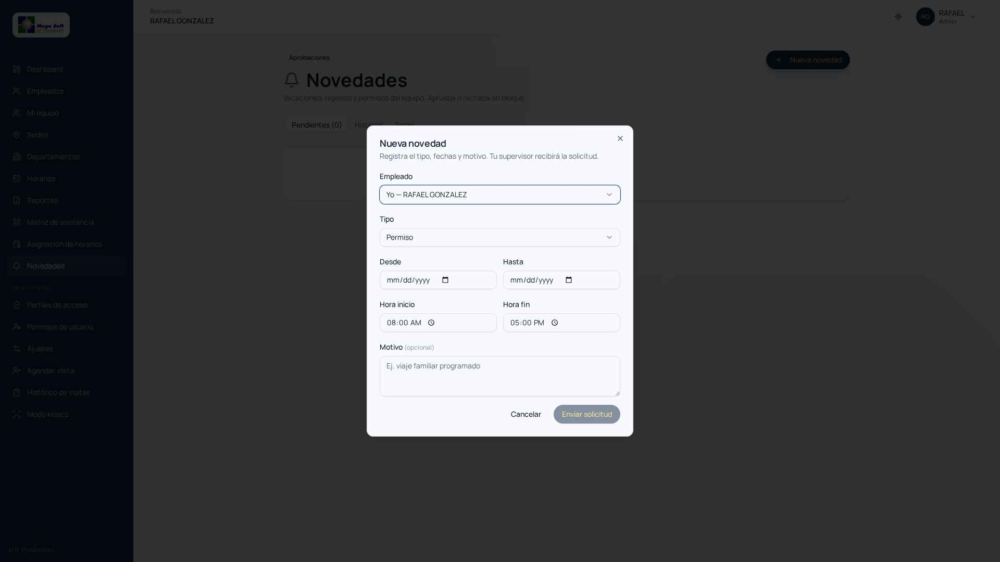 Mega Soft
Bienvenido
RAFAEL GONZALEZ
RG
RAFAEL
Admin
Dashboard
Empleados
Mi equipo
Sedes
Departamentos
Horarios
Reportes
Matriz de asistencia
Asignación de horarios
Novedades
SEGURIDAD
Perfiles de acceso
Permisos de usuario
Ajustes
Agendar visita
Histórico de visitas
Modo kiosco
Aprobaciones
Nueva novedad
Novedades
Vacaciones, reposos y permisos del equipo. Aprueba o rechaza en bloque.
Pendientes (0)
Historial
Todas
Nueva novedad
Registra el tipo, fechas y motivo. Tu supervisor recibirá la solicitud.
Empleado
Yo — RAFAEL GONZALEZ
Tipo
Permiso
Desde
Hasta
mm/dd/yyyy
mm/dd/yyyy
Hora inicio
Hora fin
08:00 AM
05:00 PM
Motivo (opcional)
Ej. viaje familiar programado
Cancelar
Enviar solicitud
Producción